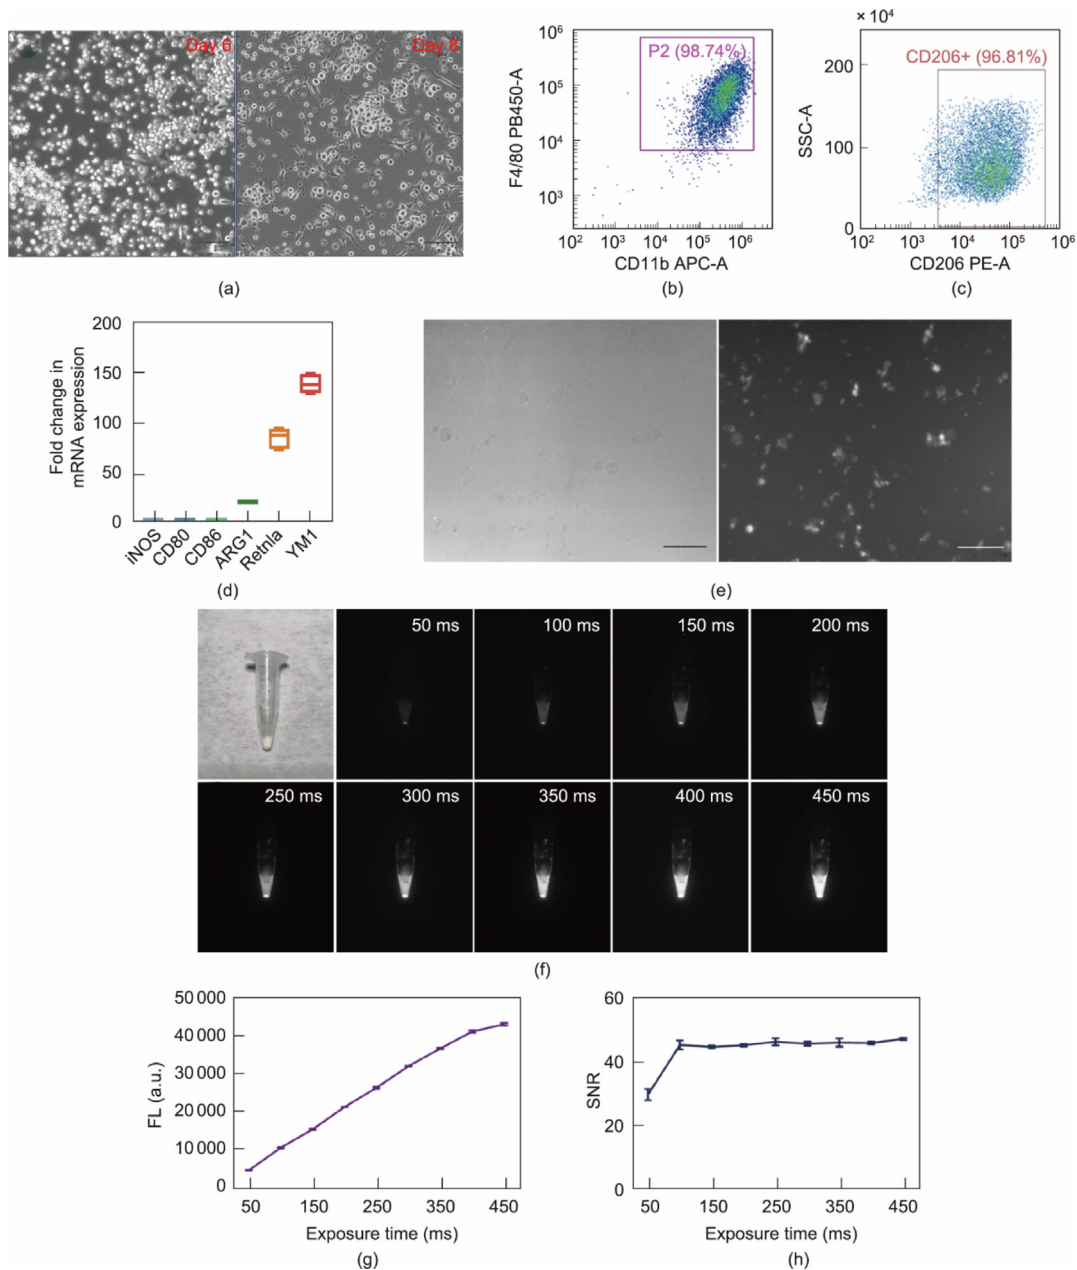 Day 6
Day 8
(a)
P2 (98.74%)
F4/80 PB450-A
10⁶
10⁵
10⁴
10³
10² 10³ 10⁴ 10⁵ 10⁶
CD11b APC-A
(b)
× 10⁴
CD206+ (96.81%)
SSC-A
200
100
0
10² 10³ 10⁴ 10⁵ 10⁶
CD206 PE-A
(c)
Fold change in
mRNA expression
200
150
100
50
0
iNOS
CD80
CD86
ARG1
Retnla
YM1
(d)
(e)
50 ms
100 ms
150 ms
200 ms
250 ms
300 ms
350 ms
400 ms
450 ms
(f)
FL (a.u.)
50 000
40 000
30 000
20 000
10 000
0
50 150 250 350 450
Exposure time (ms)
(g)
SNR
60
40
20
0
50 150 250 350 450
Exposure time (ms)
(h)